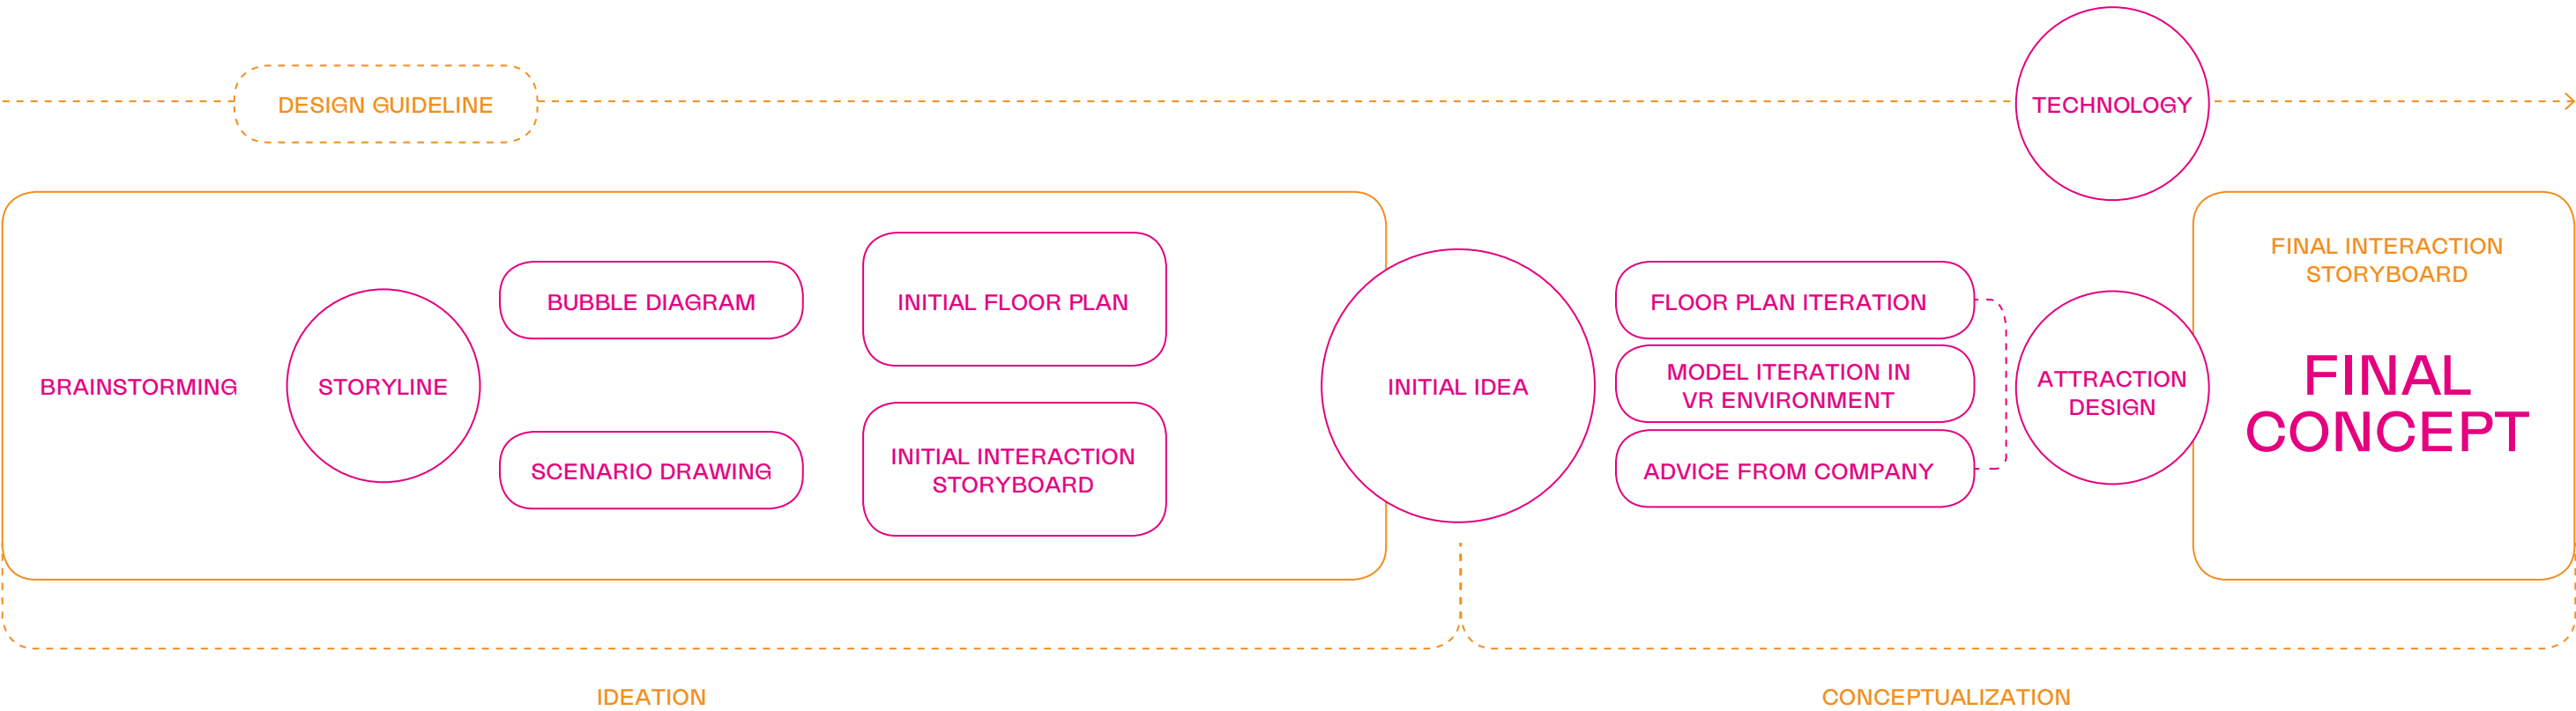 DESIGN GUIDELINE
TECHNOLOGY
BRAINSTORMING
STORYLINE
BUBBLE DIAGRAM
SCENARIO DRAWING
INITIAL FLOOR PLAN
INITIAL INTERACTION
STORYBOARD
INITIAL IDEA
FLOOR PLAN ITERATION
MODEL ITERATION IN
VR ENVIRONMENT
ADVICE FROM COMPANY
ATTRACTION
DESIGN
FINAL INTERACTION
STORYBOARD
FINAL
CONCEPT
IDEATION
CONCEPTUALIZATION